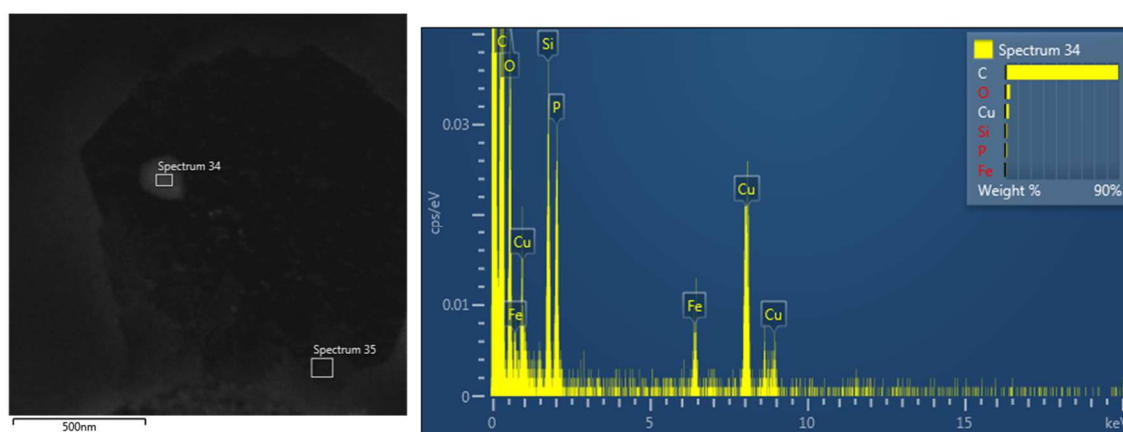 Spectrum 34
Spectrum 35
500nm
C
O
Si
P
Cu
Fe
Fe
Cu
Cu
0.03
0.01
0
cps/eV
0
5
10
15
keV
Spectrum 34
C
O
Cu
Si
P
Fe
Weight %
90%